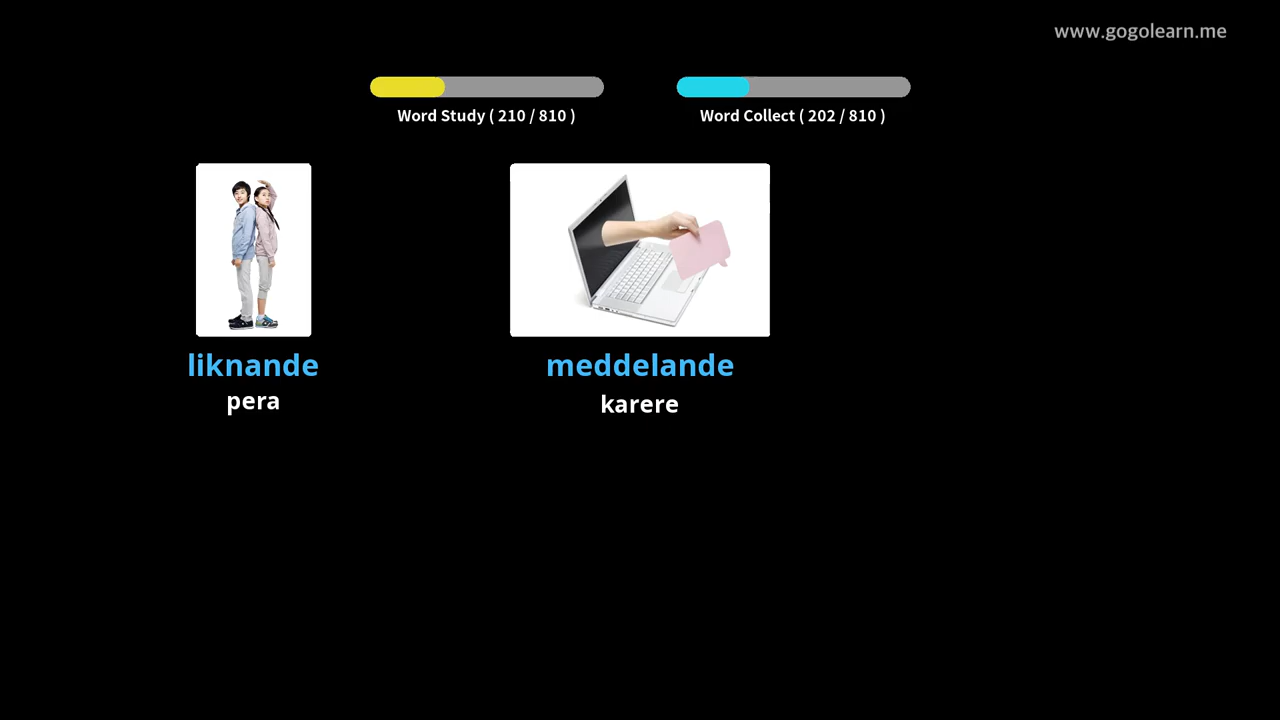 www.gogolearn.me
Word Study ( 210 / 810 )
Word Collect ( 202 / 810 )
liknande
pera
meddelande
karere